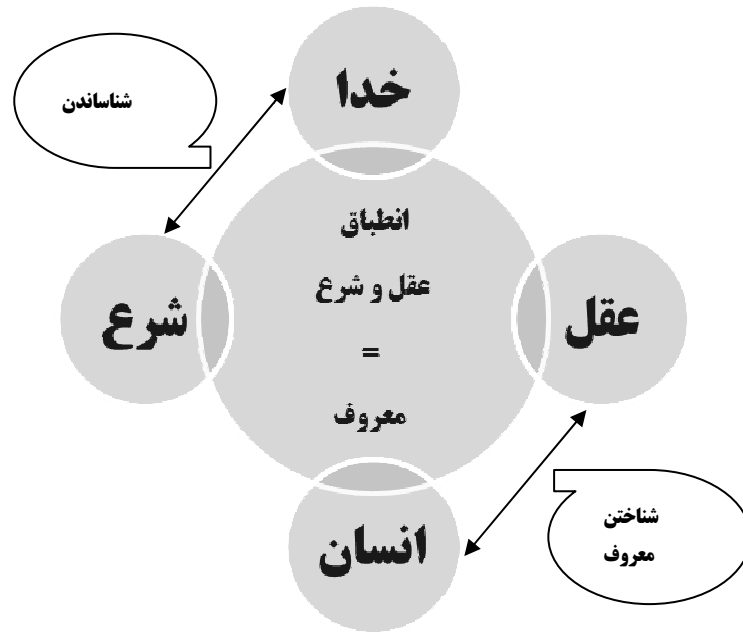 خدا
شناساندن
انطباق
عقل و شرع
=
معروف
عقل
شرع
انسان
شناختن
معروف